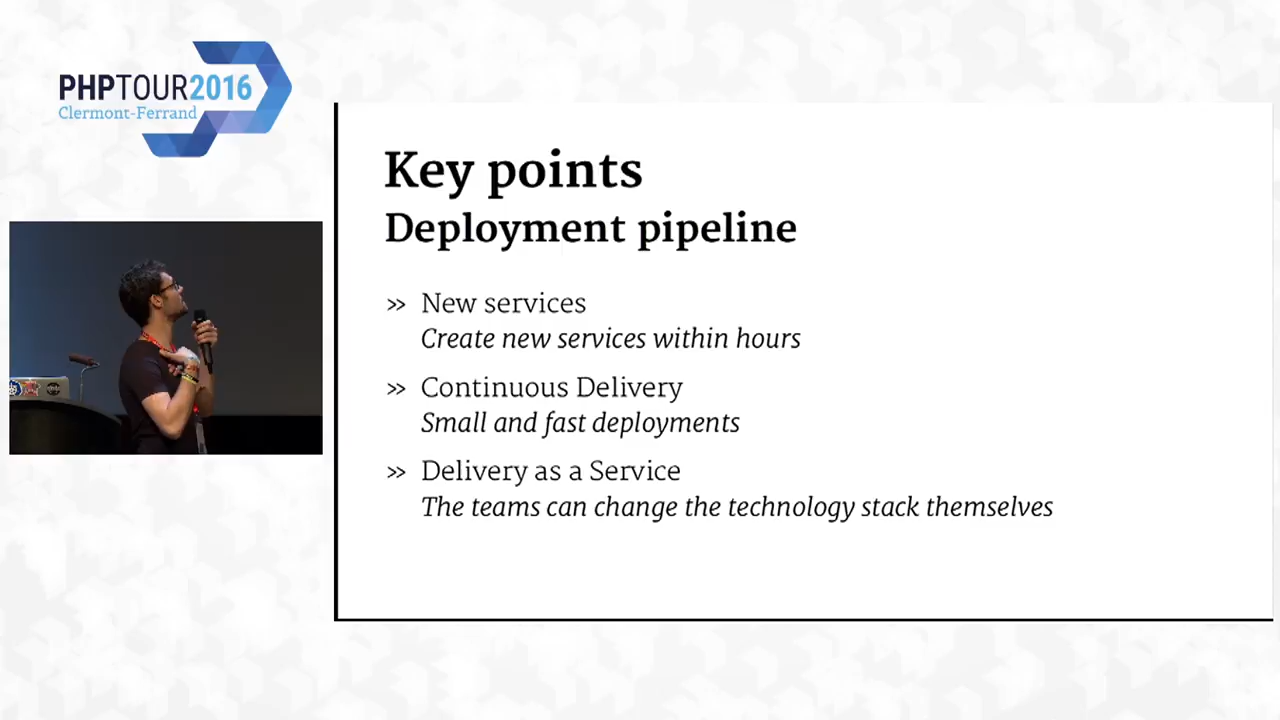 PHPTOUR2016
Clermont-Ferrand
Key points
Deployment pipeline
» New services
Create new services within hours
» Continuous Delivery
Small and fast deployments
» Delivery as a Service
The teams can change the technology stack themselves